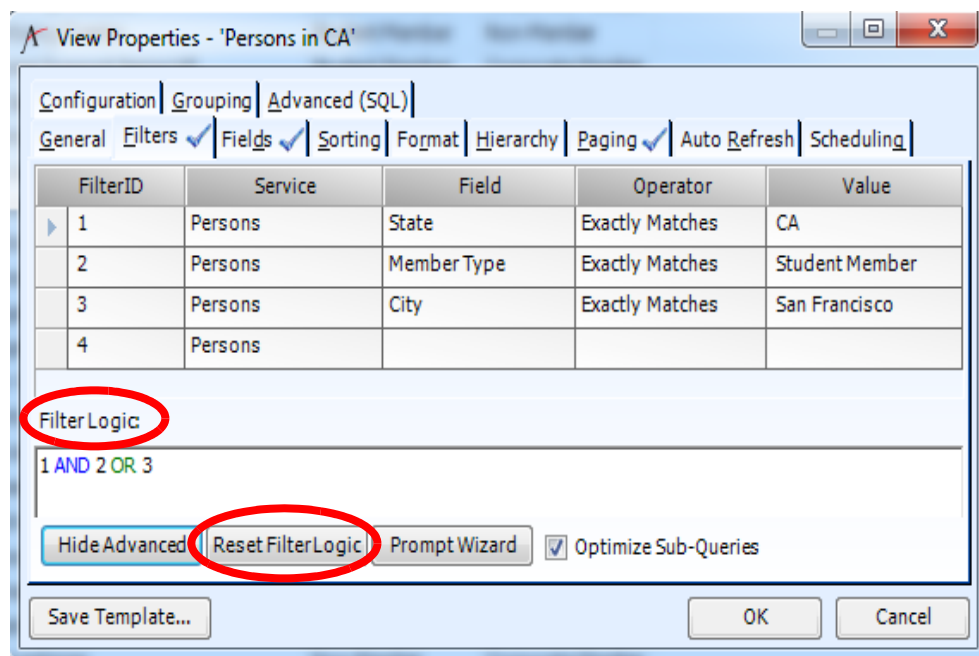 View Properties - 'Persons in CA'
Configuration Grouping Advanced (SQL)
General Filters Fields Sorting Format Hierarchy Paging Auto Refresh Scheduling
FilterID Service Field Operator Value
1 Persons State Exactly Matches CA
2 Persons Member Type Exactly Matches Student Member
3 Persons City Exactly Matches San Francisco
4 Persons
Filter Logic:
1 AND 2 OR 3
Hide Advanced Reset Filter Logic Prompt Wizard Optimize Sub-Queries
Save Template... OK Cancel